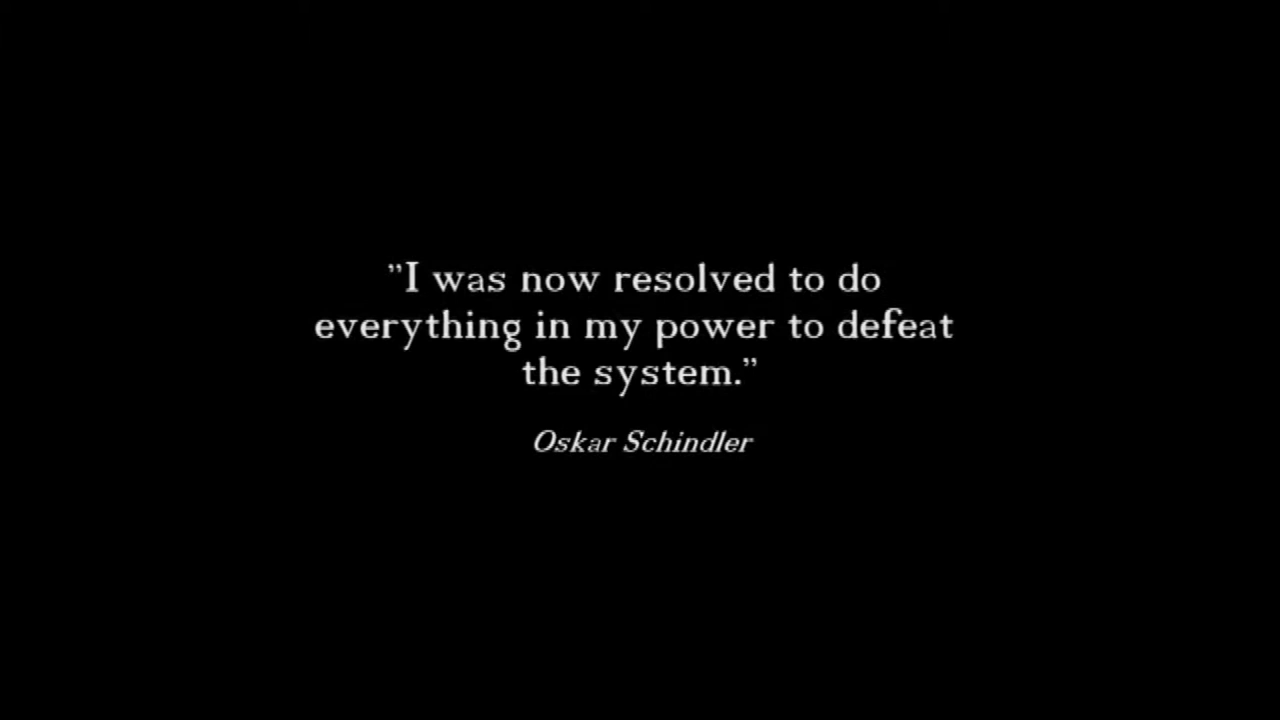 "I was now resolved to do
everything in my power to defeat
the system."
Oskar Schindler